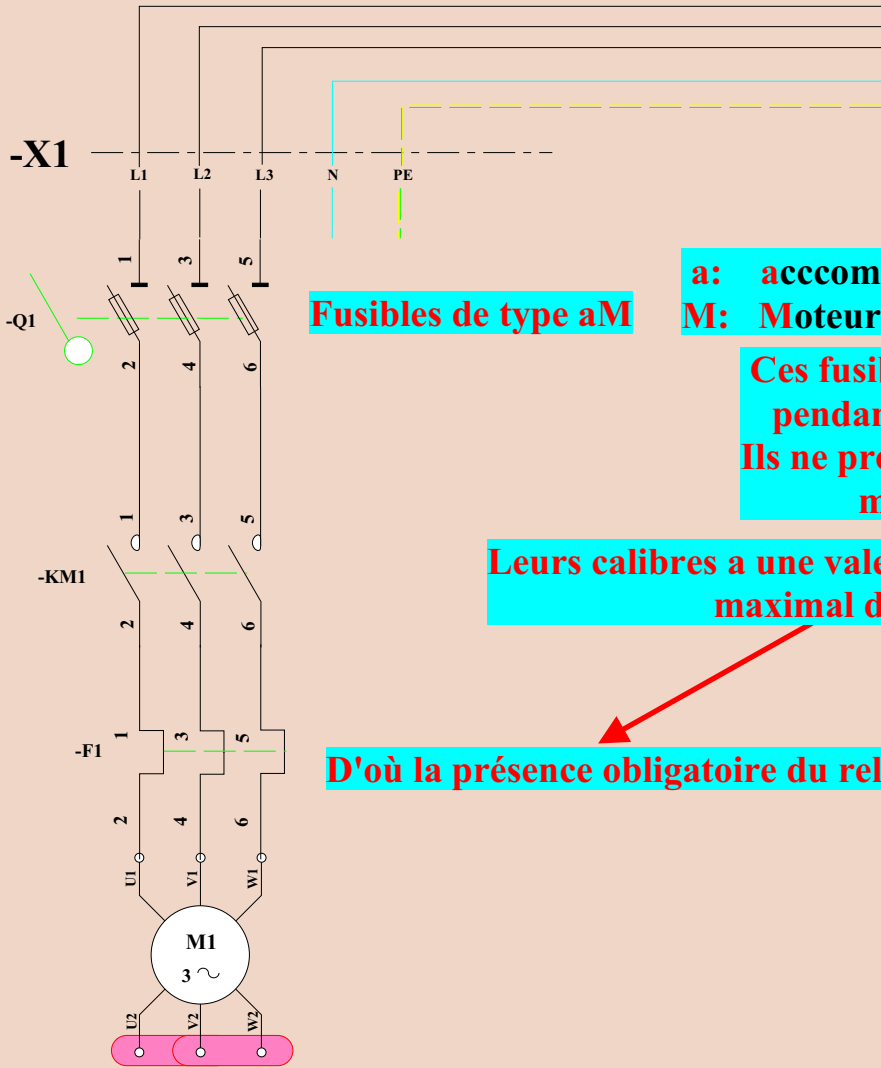 -X1
L1 L2 L3 N PE
1 3 5
-Q1
2 4 6
Fusibles de type aM
a: acccom
M: Moteur
Ces fusib
pendan
Ils ne pro
m
Leurs calibres a une vale
maximal d
1 3 5
-KM1
2 4 6
1 3 5
-F1
D'où la présence obligatoire du rel
2 4 6
U1 V1 W1
M1
3 ~
U2 V2 W2